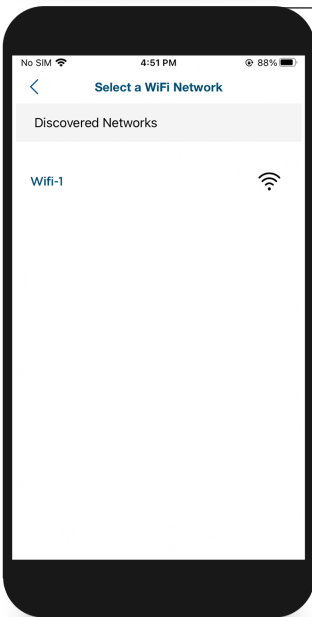 No SIM 4:51 PM 88%
Select a WiFi Network
Discovered Networks
Wifi-1